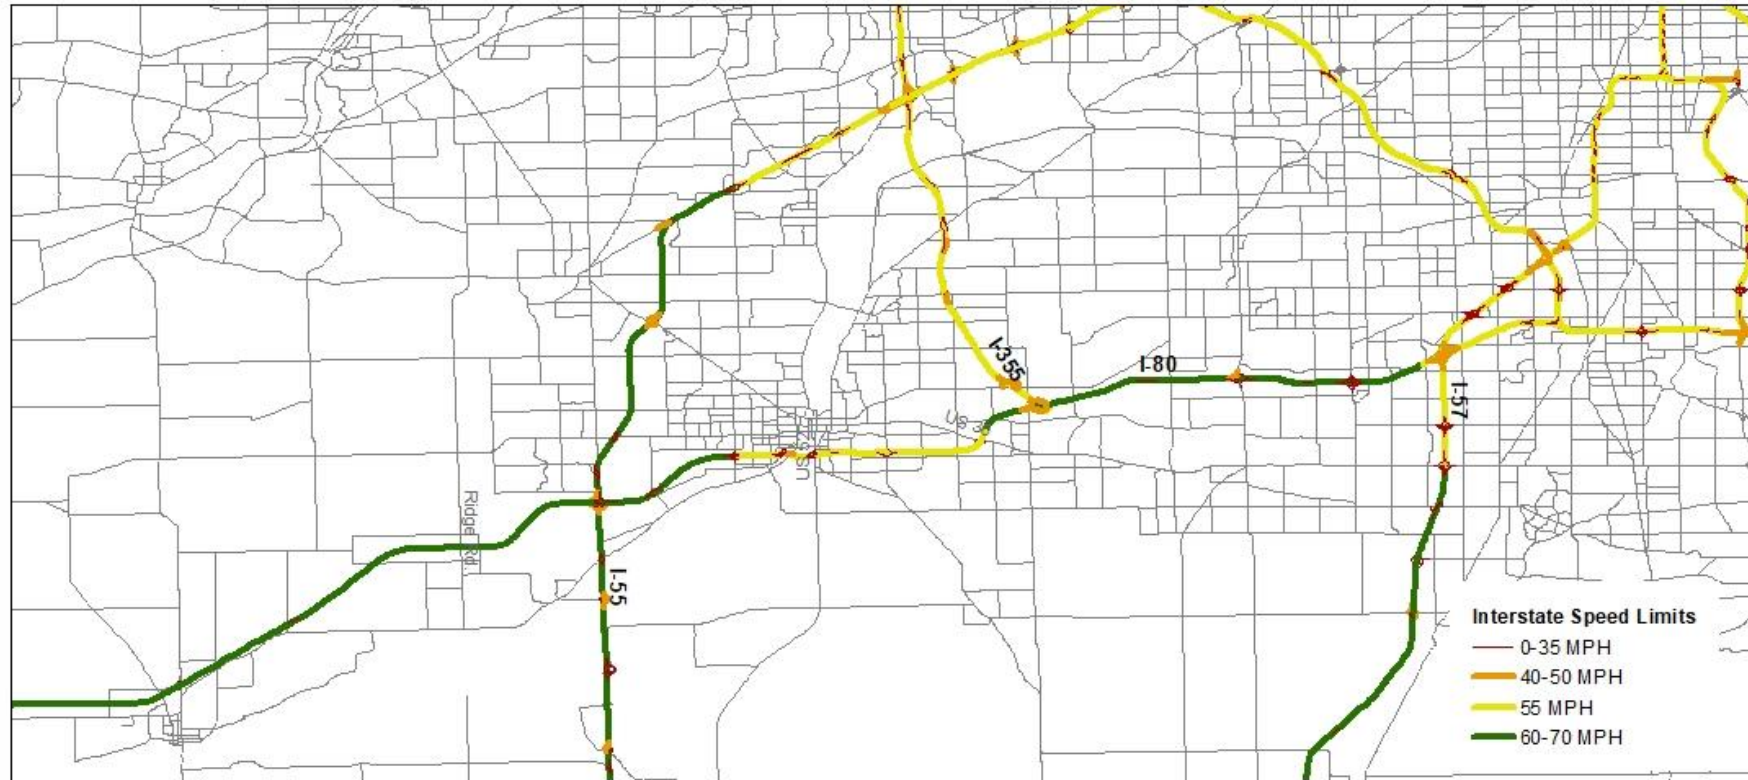 I-355
I-80
I-57
US 30
Ridge Rd.
I-55
Interstate Speed Limits
0-35 MPH
40-50 MPH
55 MPH
60-70 MPH